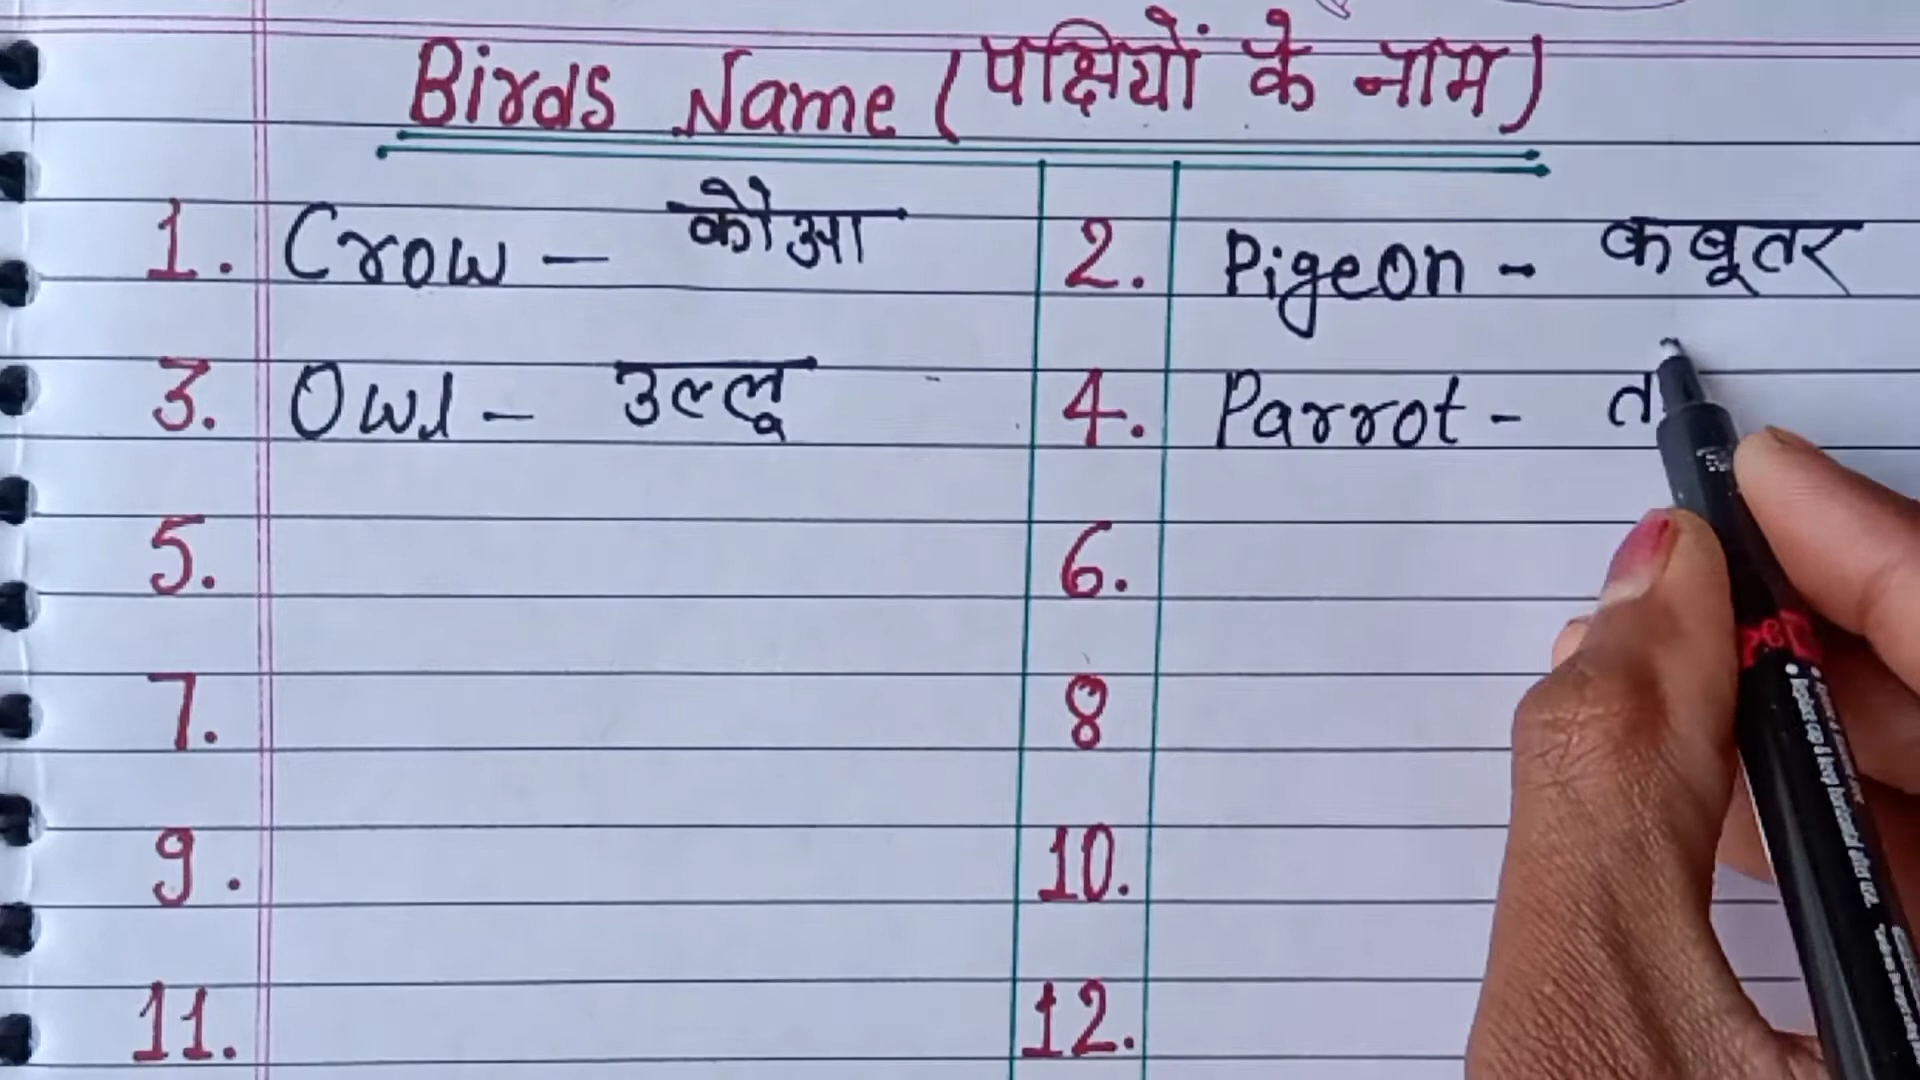 Birds Name (पक्षियों के नाम)
1. Crow - कौआ 2. Pigeon - कबूतर
3. Owl - उल्लू 4. Parrot - त
5. 6.
7. 8
9. 10.
11. 12.